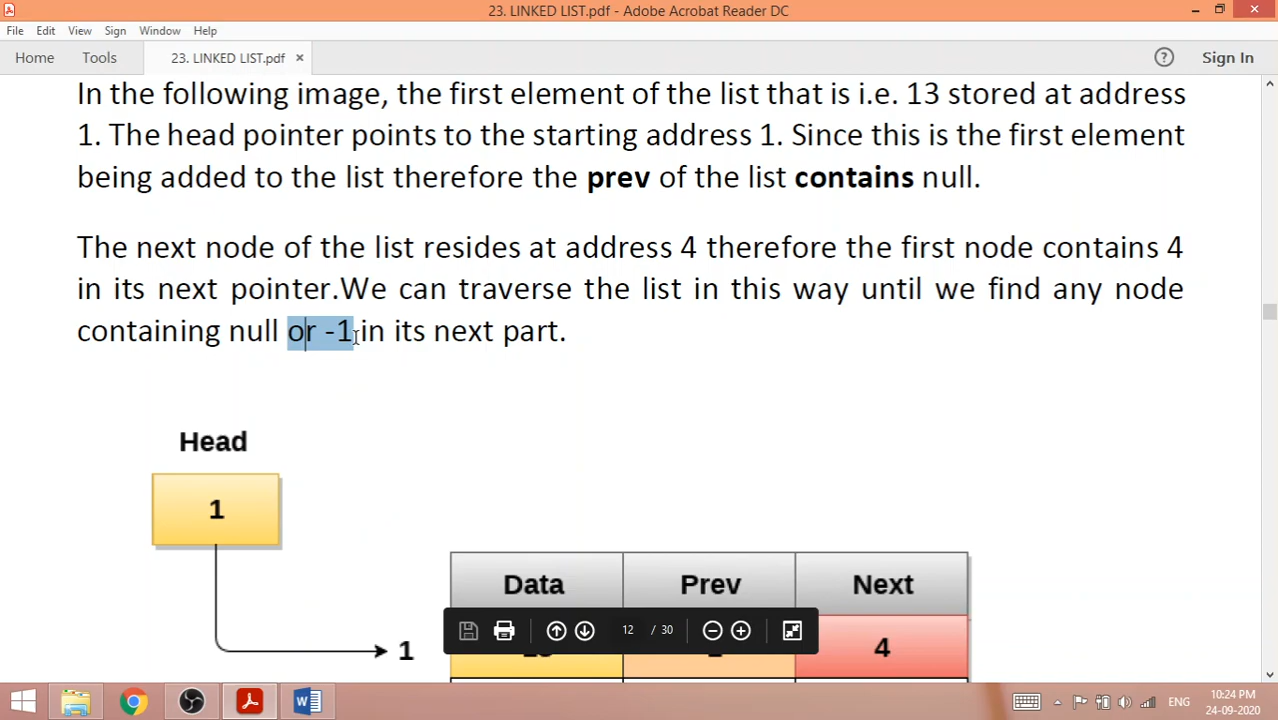 23. LINKED LIST.pdf - Adobe Acrobat Reader DC
File Edit View Sign Window Help
Home Tools 23. LINKED LIST.pdf × Sign In
In the following image, the first element of the list that is i.e. 13 stored at address
1. The head pointer points to the starting address 1. Since this is the first element
being added to the list therefore the prev of the list contains null.
The next node of the list resides at address 4 therefore the first node contains 4
in its next pointer.We can traverse the list in this way until we find any node
containing null or -1 in its next part.
Head
1
Data Prev Next
12 / 30
1 4
ENG
10:24 PM
24-09-2020